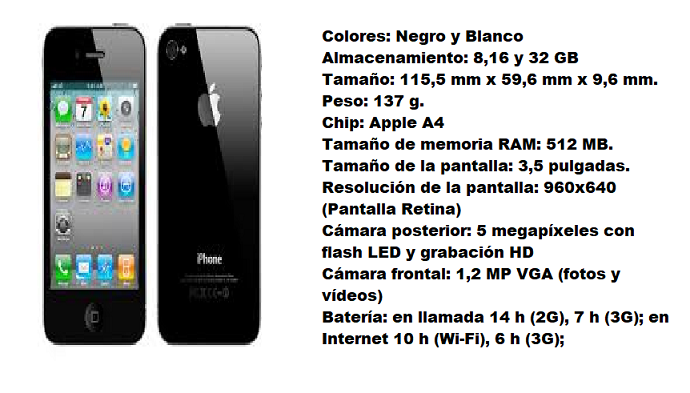 Colores: Negro y Blanco
Almacenamiento: 8,16 y 32 GB
Tamaño: 115,5 mm x 59,6 mm x 9,6 mm.
Peso: 137 g.
Chip: Apple A4
Tamaño de memoria RAM: 512 MB.
Tamaño de la pantalla: 3,5 pulgadas.
Resolución de la pantalla: 960x640
(Pantalla Retina)
Cámara posterior: 5 megapíxeles con
flash LED y grabación HD
Cámara frontal: 1,2 MP VGA (fotos y
vídeos)
Batería: en llamada 14 h (2G), 7 h (3G); en
Internet 10 h (Wi-Fi), 6 h (3G);
7
iPhone